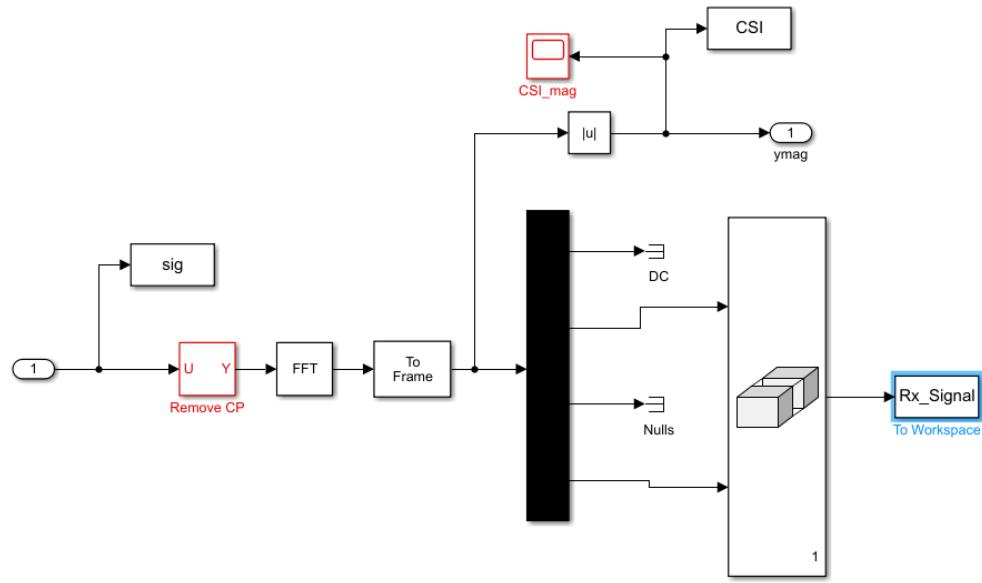 CSI
CSI_mag
|u|
1
ymag
sig
DC
1
U Y
Remove CP
FFT
To
Frame
Nulls
Rx_Signal
To Workspace
1